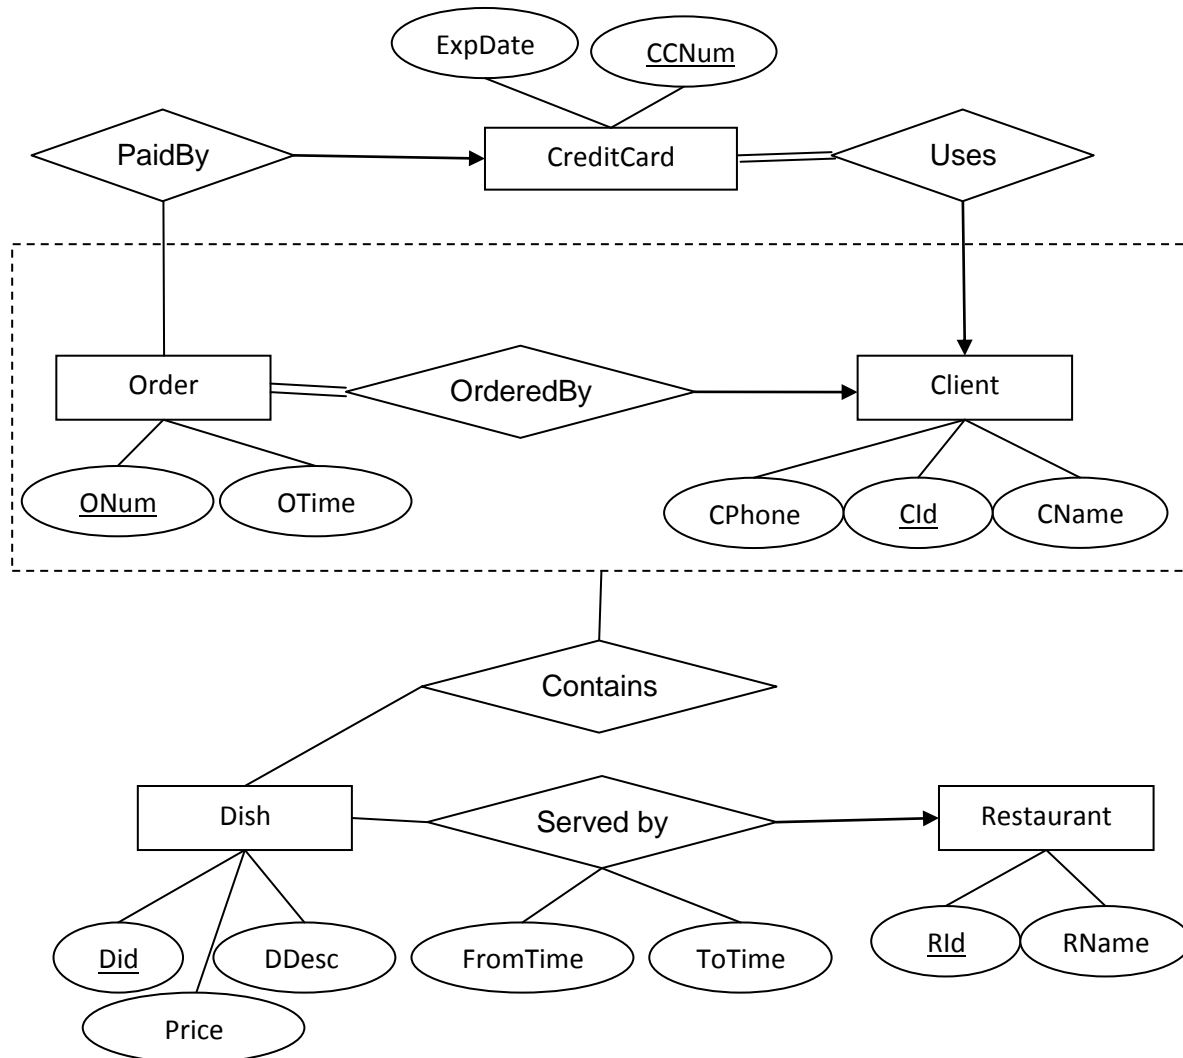 ExpDate
CCNum
PaidBy
CreditCard
Uses
Order
OrderedBy
Client
ONum
OTime
CPhone
CId
CName
Contains
Dish
Served by
Restaurant
Did
DDesc
FromTime
ToTime
RId
RName
Price